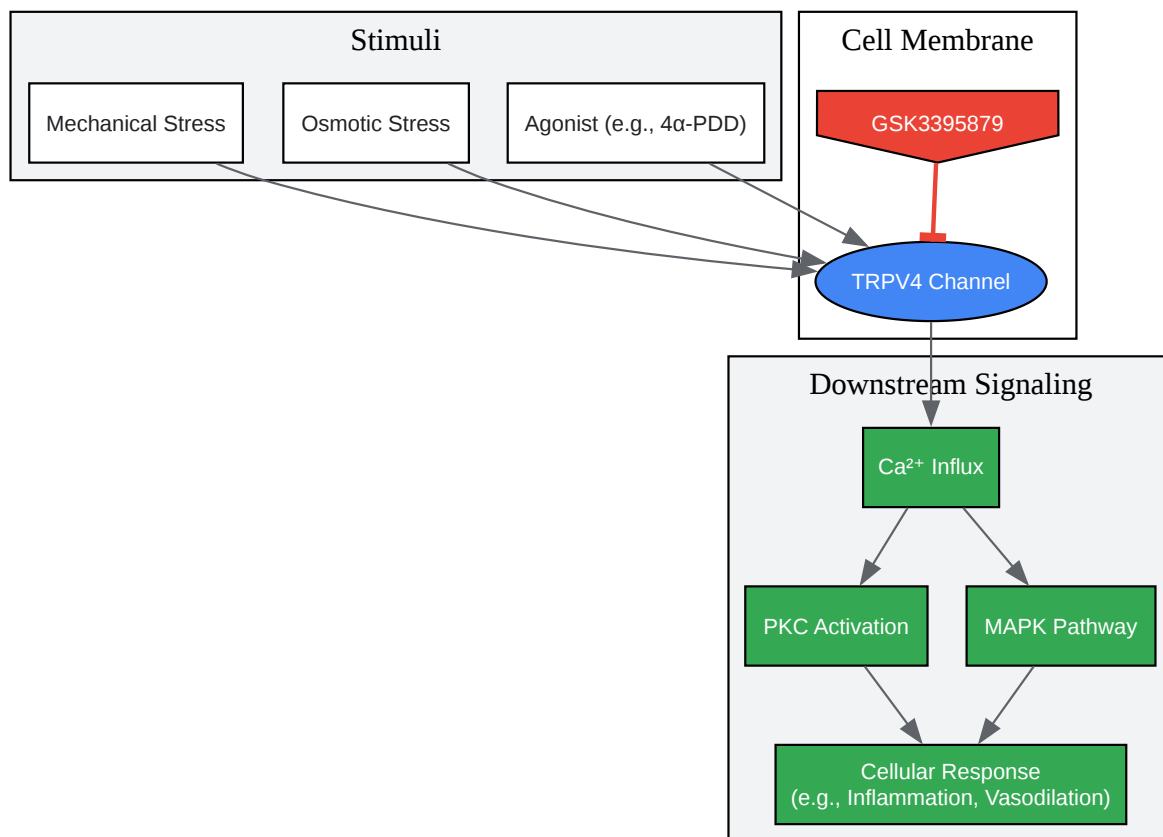 Stimuli
Mechanical Stress
Osmotic Stress
Agonist (e.g., 4α-PDD)
Cell Membrane
GSK3395879
TRPV4 Channel
Downstream Signaling
Ca²⁺ Influx
PKC Activation
MAPK Pathway
Cellular Response
(e.g., Inflammation, Vasodilation)